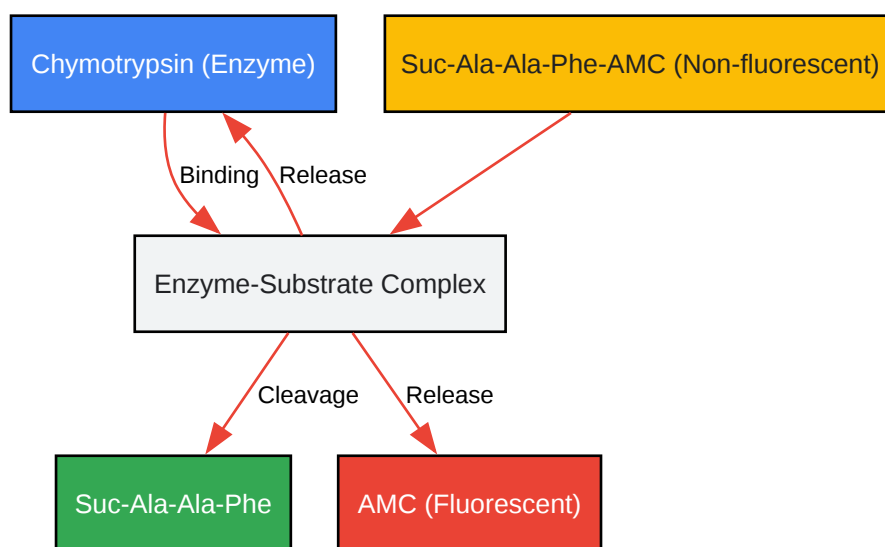 Chymotrypsin (Enzyme)
Suc-Ala-Ala-Phe-AMC (Non-fluorescent)
Binding
Release
Enzyme-Substrate Complex
Cleavage
Release
Suc-Ala-Ala-Phe
AMC (Fluorescent)